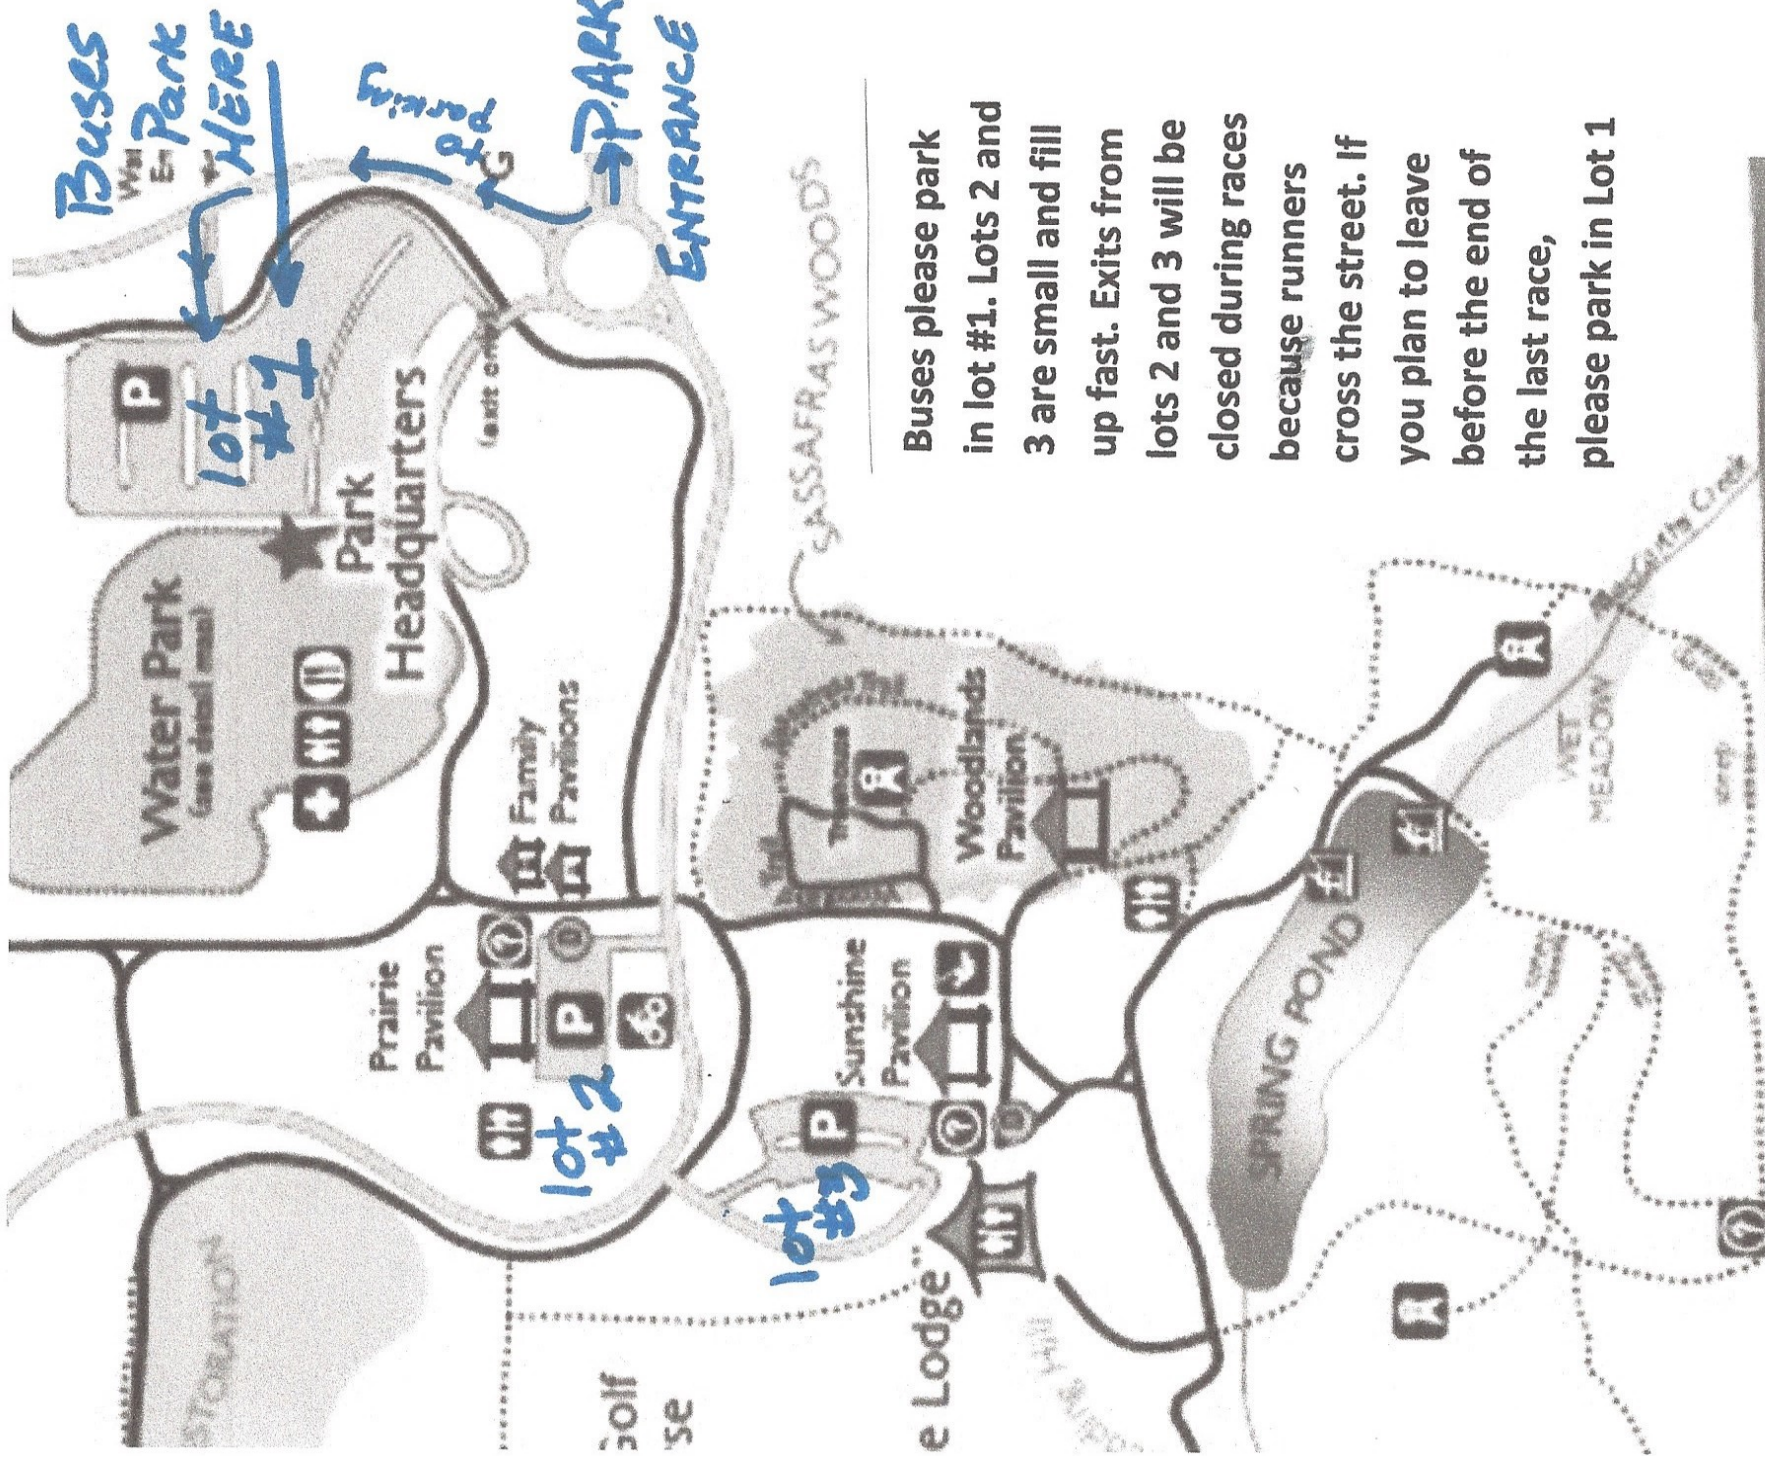 Buses
Park
HERE
Parking
PARK
ENTRANCE
lot
#1
P
Water Park
(see detail map)
Park
Headquarters
Family
Pavilions
Prairie
Pavilion
P
lot
#2
SASSAFRAS WOODS
Treehouse
Woodlands
Pavilion
Sunshine
Pavilion
P
lot
#3
e Lodge
STORATION
Golf
SPRING POND
WET
MEADOW
Buses please park
in lot #1. Lots 2 and
3 are small and fill
up fast. Exits from
lots 2 and 3 will be
closed during races
because runners
cross the street. If
you plan to leave
before the end of
the last race,
please park in Lot 1